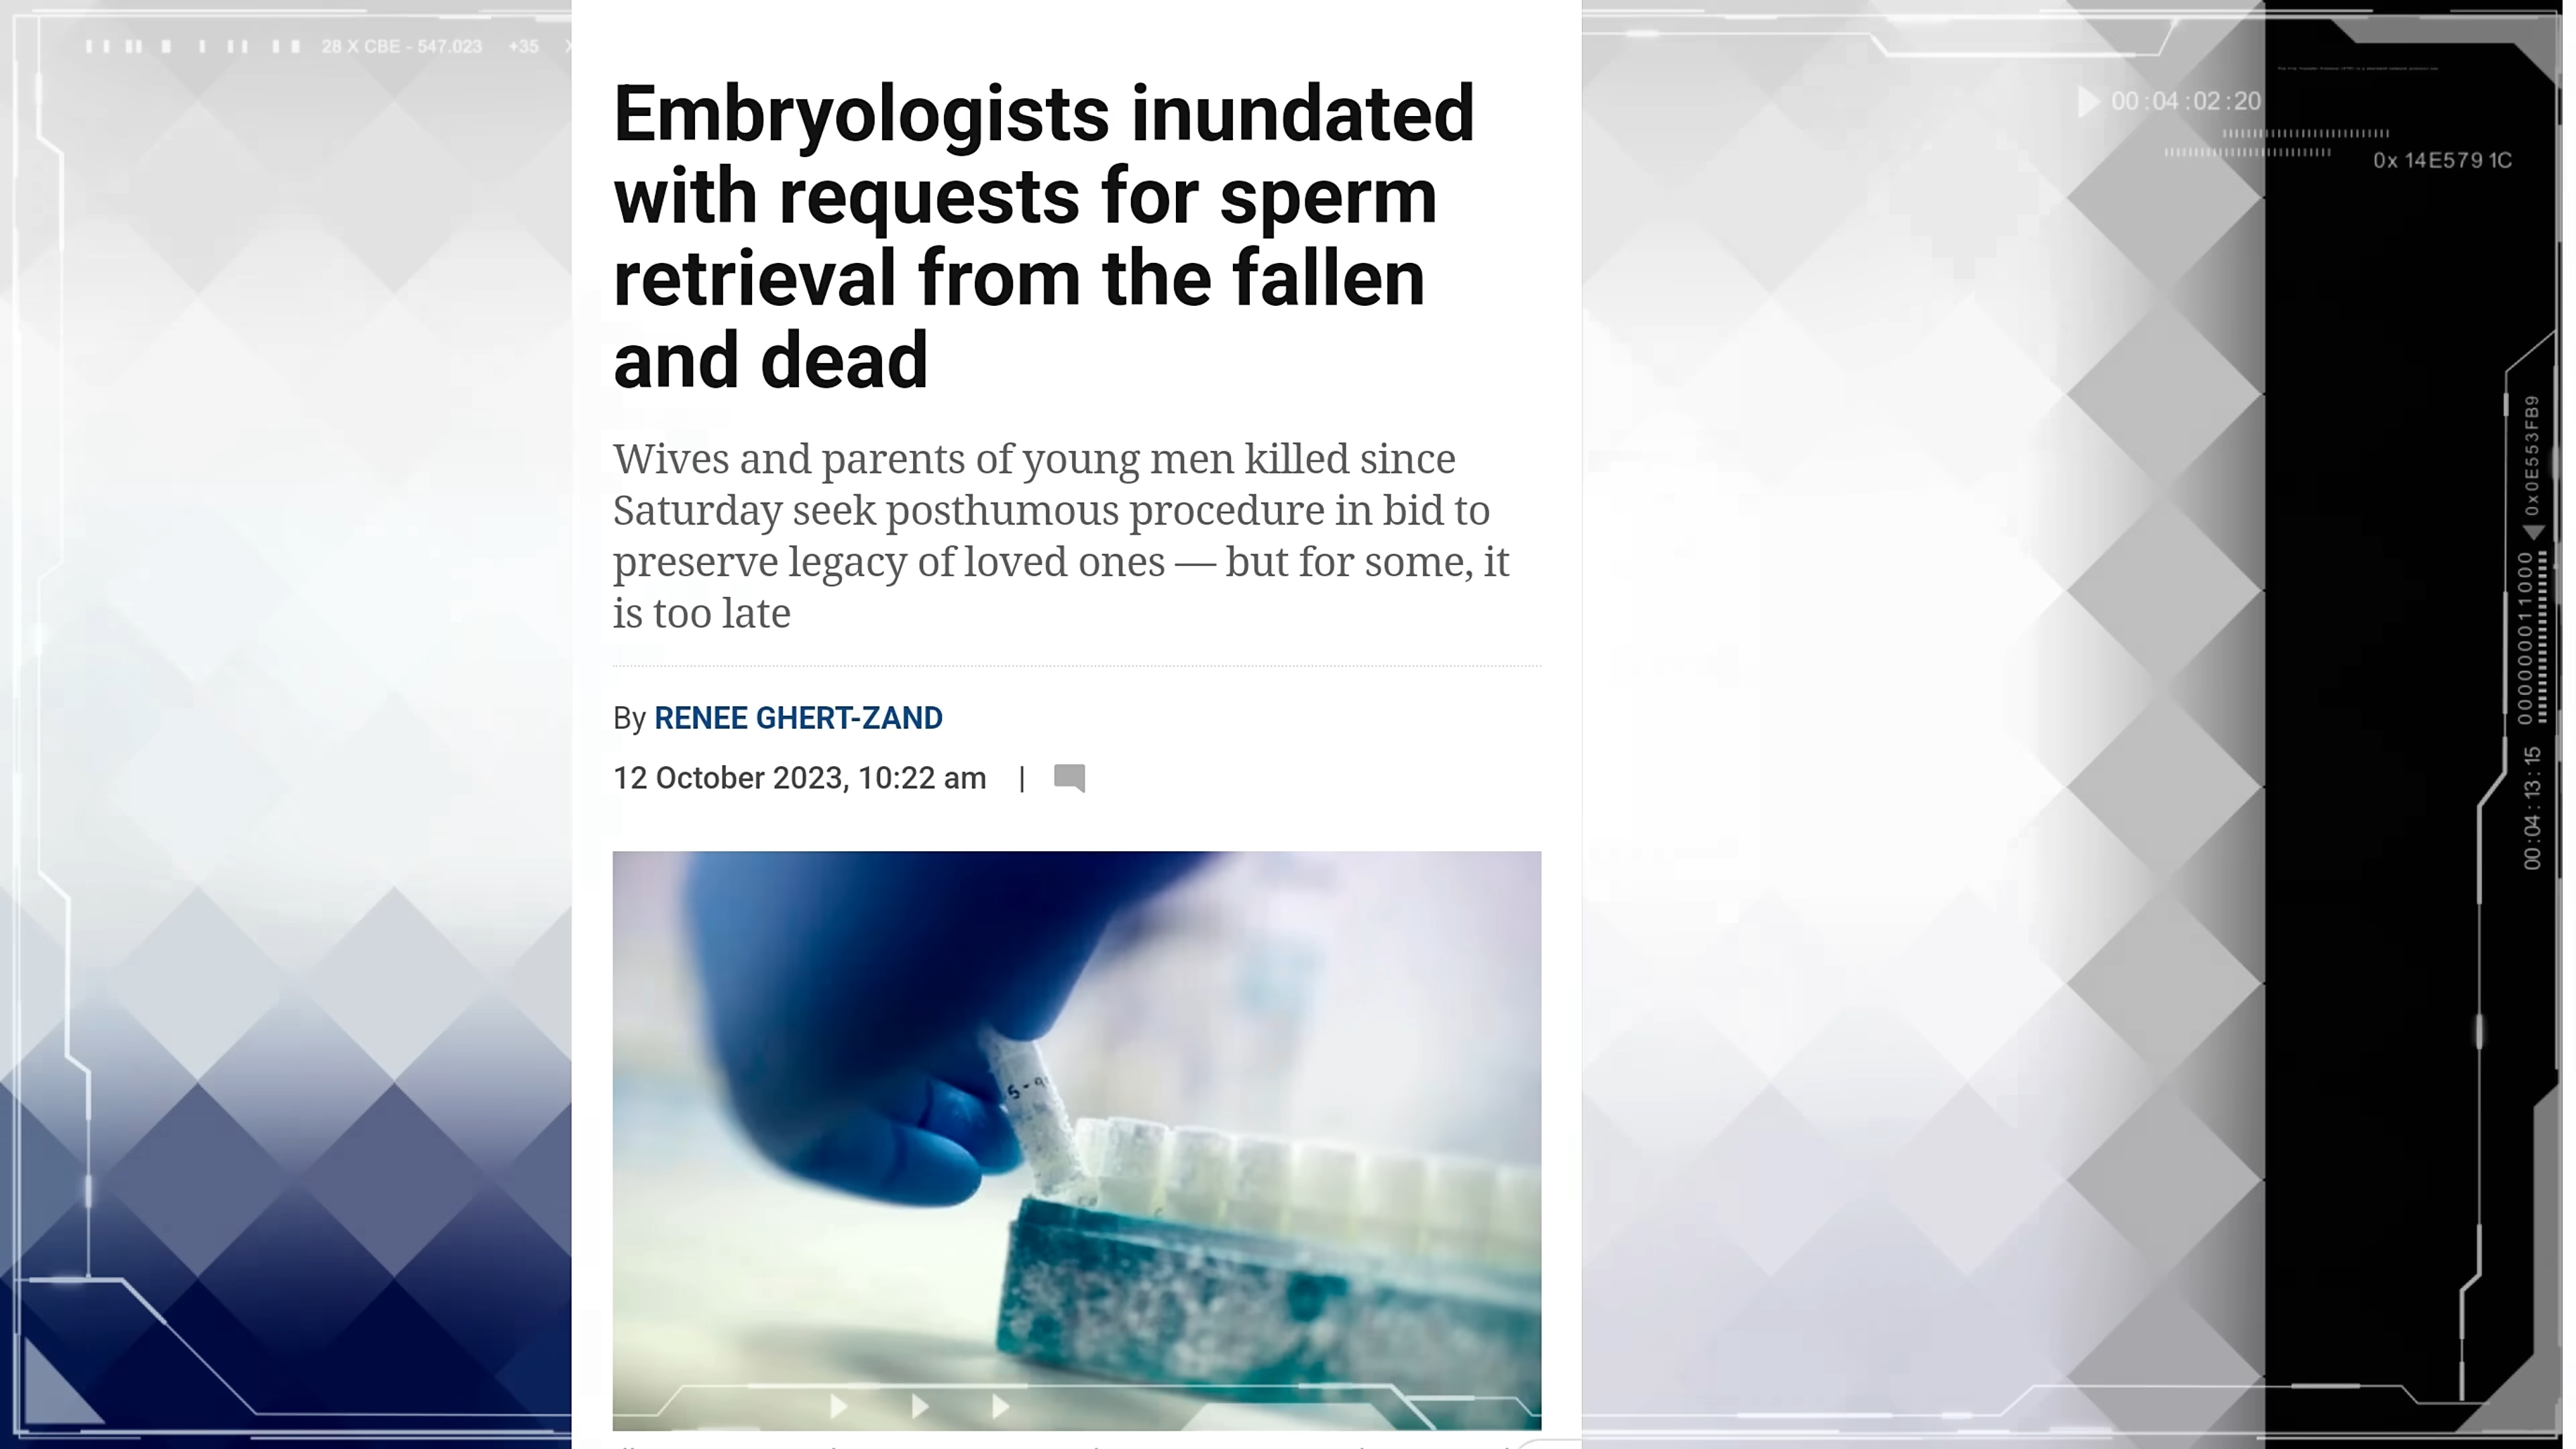 28 X CBE - 547.023 +35
Embryologists inundated
with requests for sperm
retrieval from the fallen
and dead
Wives and parents of young men killed since
Saturday seek posthumous procedure in bid to
preserve legacy of loved ones — but for some, it
is too late
By RENEE GHERT-ZAND
12 October 2023, 10:22 am |
00:04:02:20
0x 14E579 1C
0x0E553FB9
0000000011000
00:04:13:15